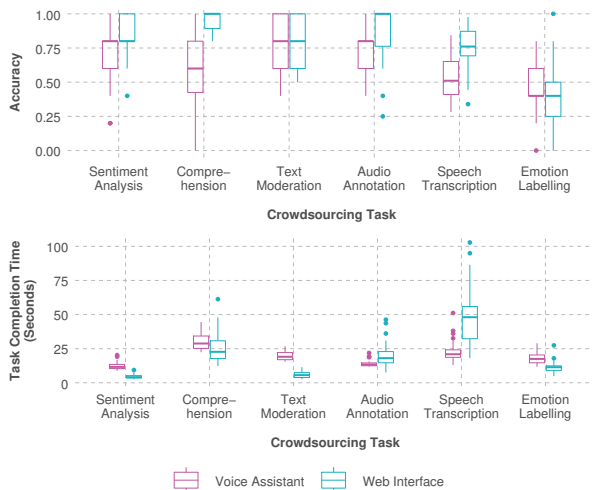 Accuracy
1.00
0.75
0.50
0.25
0.00
Sentiment Analysis
Compre–hension
Text Moderation
Audio Annotation
Speech Transcription
Emotion Labelling
Crowdsourcing Task
Task Completion Time
(Seconds)
100
75
50
25
0
Sentiment Analysis
Compre–hension
Text Moderation
Audio Annotation
Speech Transcription
Emotion Labelling
Crowdsourcing Task
Voice Assistant
Web Interface